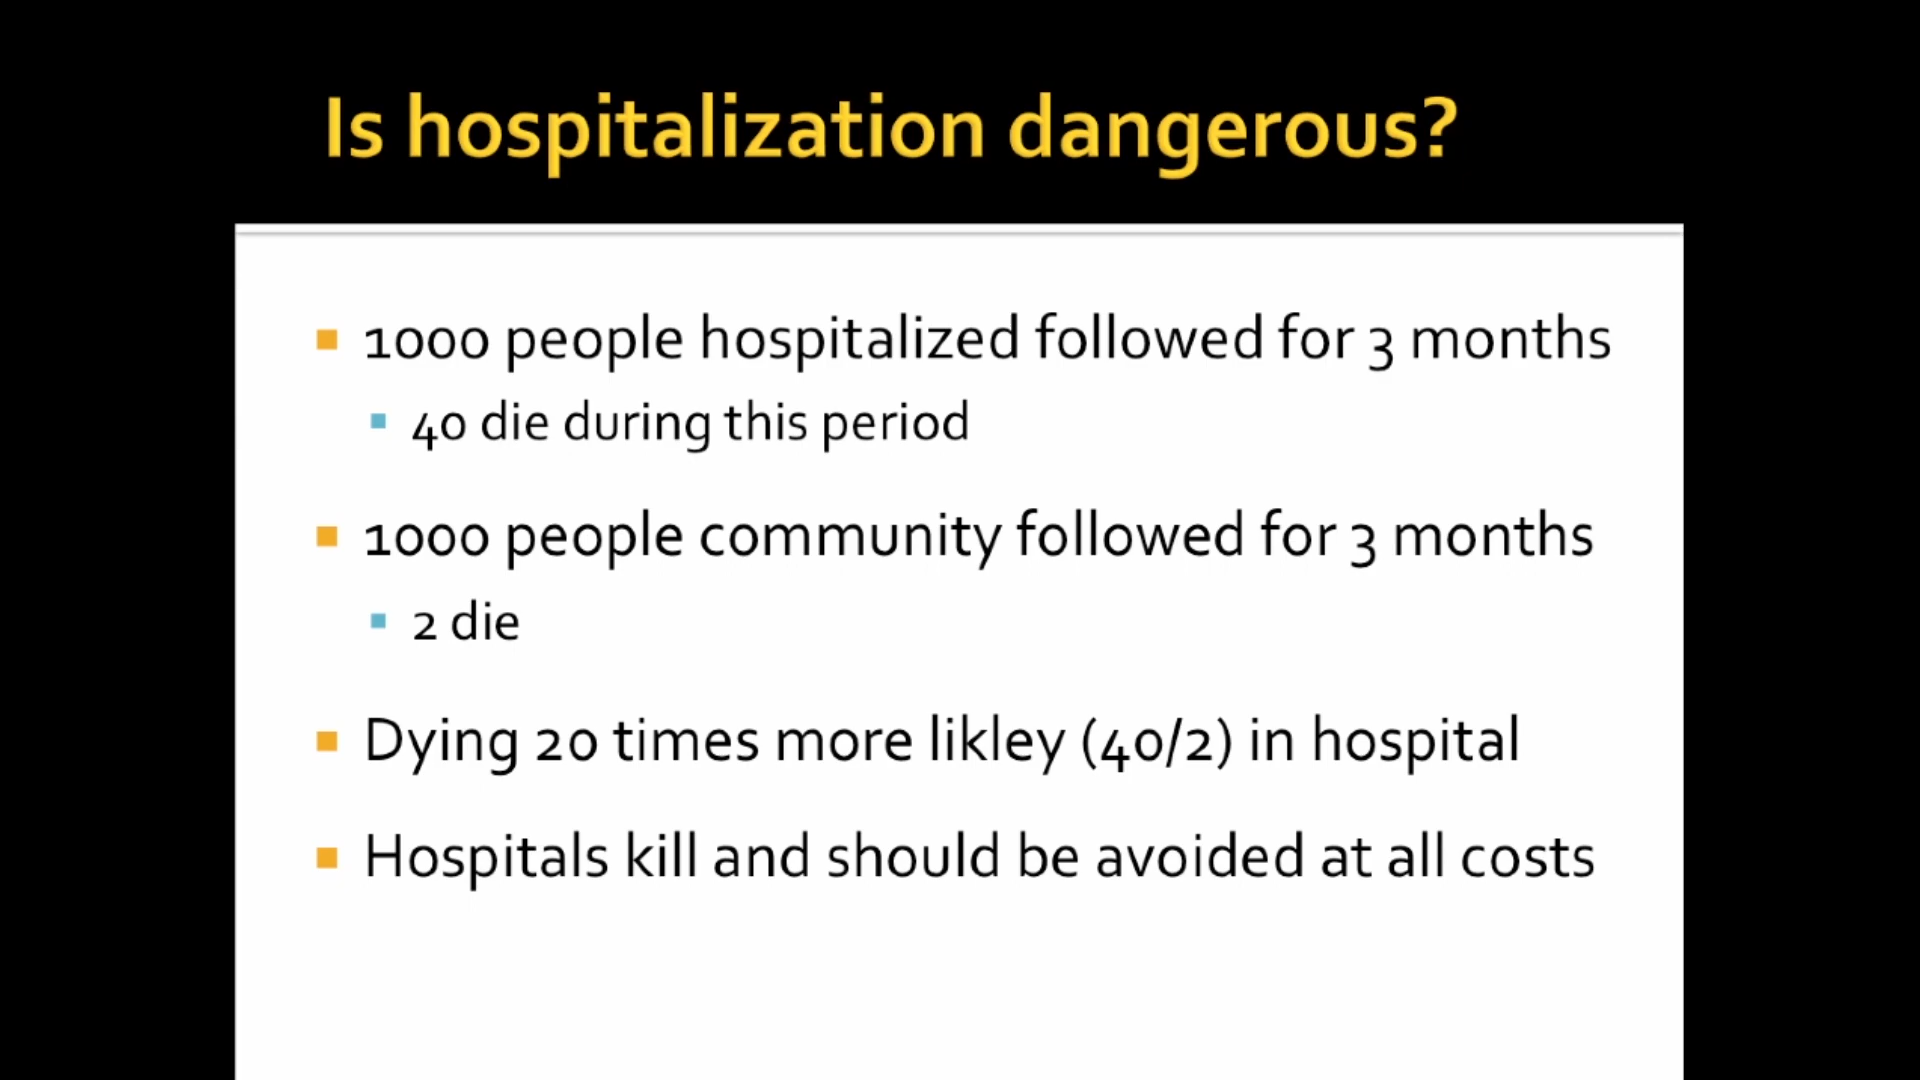 Is hospitalization dangerous?
1000 people hospitalized followed for 3 months
40 die during this period
1000 people community followed for 3 months
2 die
Dying 20 times more likley (40/2) in hospital
Hospitals kill and should be avoided at all costs